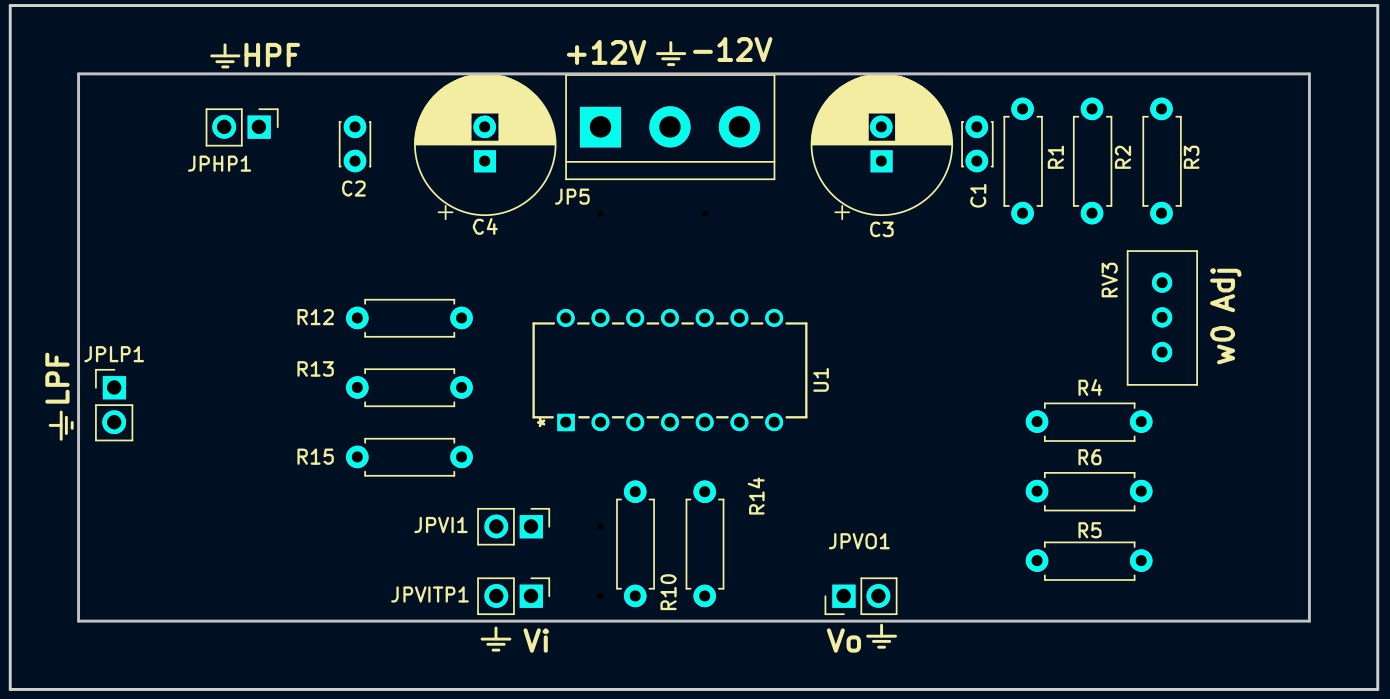 HPF
+12V
-12V
JPHP1
C2
C4
JP5
C3
C1
R1
R2
R3
RV3
w0 Adj
R12
R13
R15
LPF
JPLP1
U1
*
R4
R6
R5
JPVI1
JPVITP1
R10
R14
JPVO1
Vi
Vo